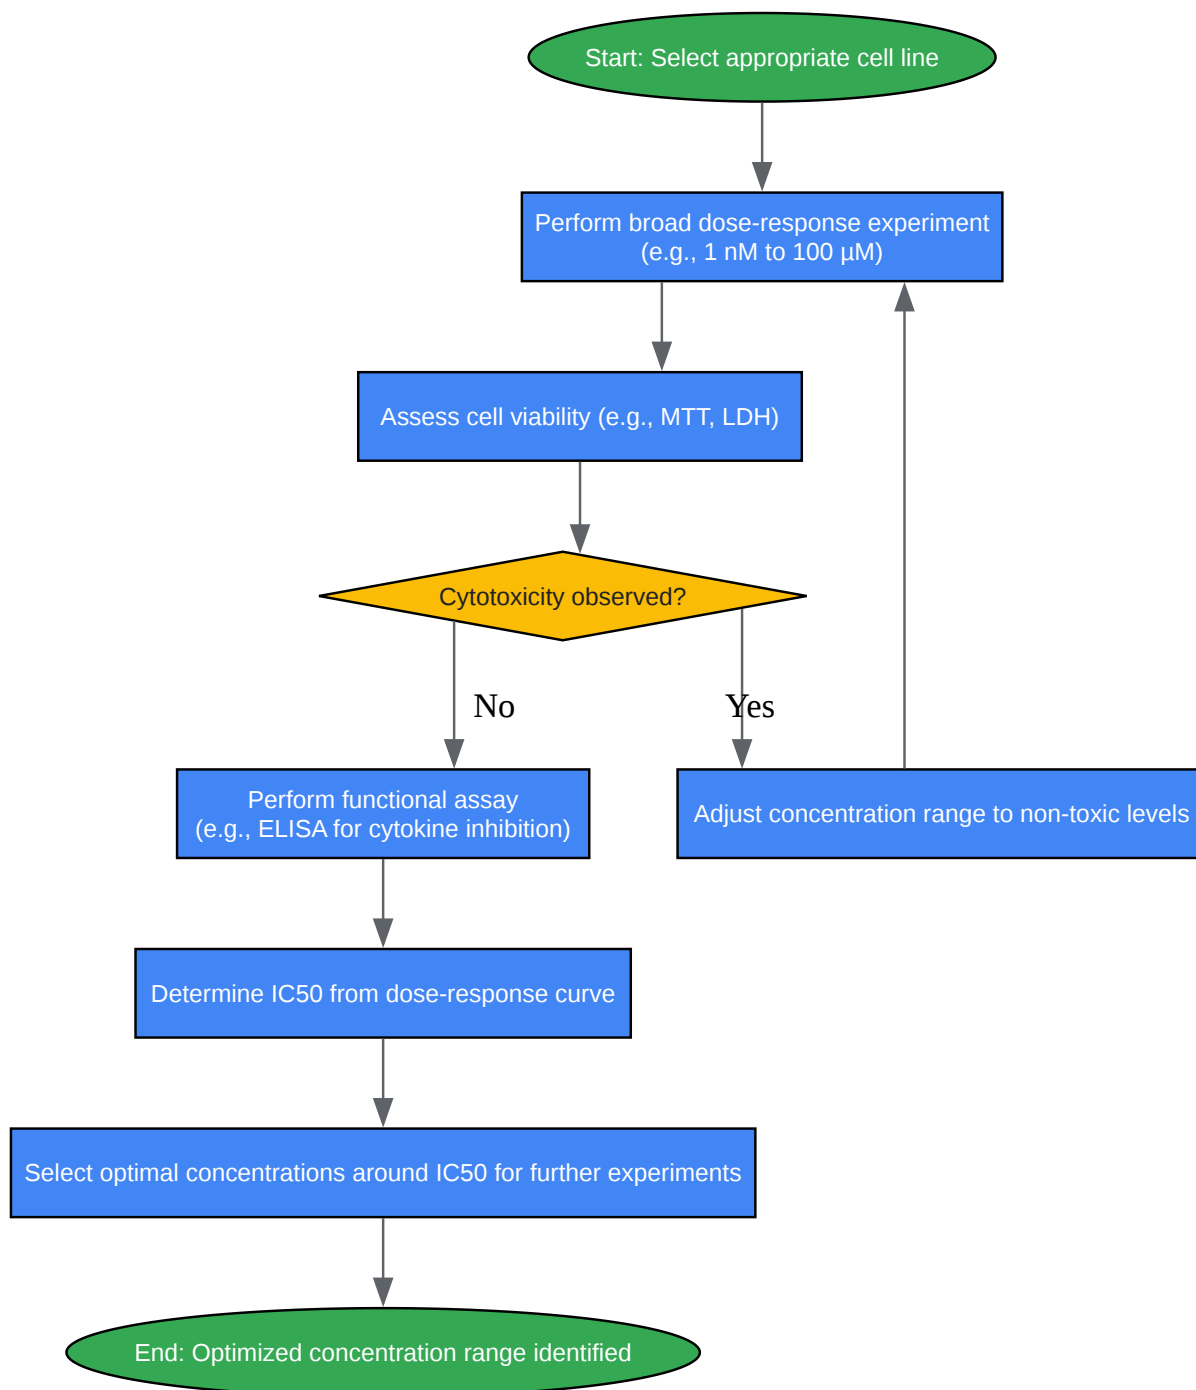 Start: Select appropriate cell line
Perform broad dose-response experiment
(e.g., 1 nM to 100 µM)
Assess cell viability (e.g., MTT, LDH)
Cytotoxicity observed?
No
Yes
Perform functional assay
(e.g., ELISA for cytokine inhibition)
Adjust concentration range to non-toxic levels
Determine IC50 from dose-response curve
Select optimal concentrations around IC50 for further experiments
End: Optimized concentration range identified